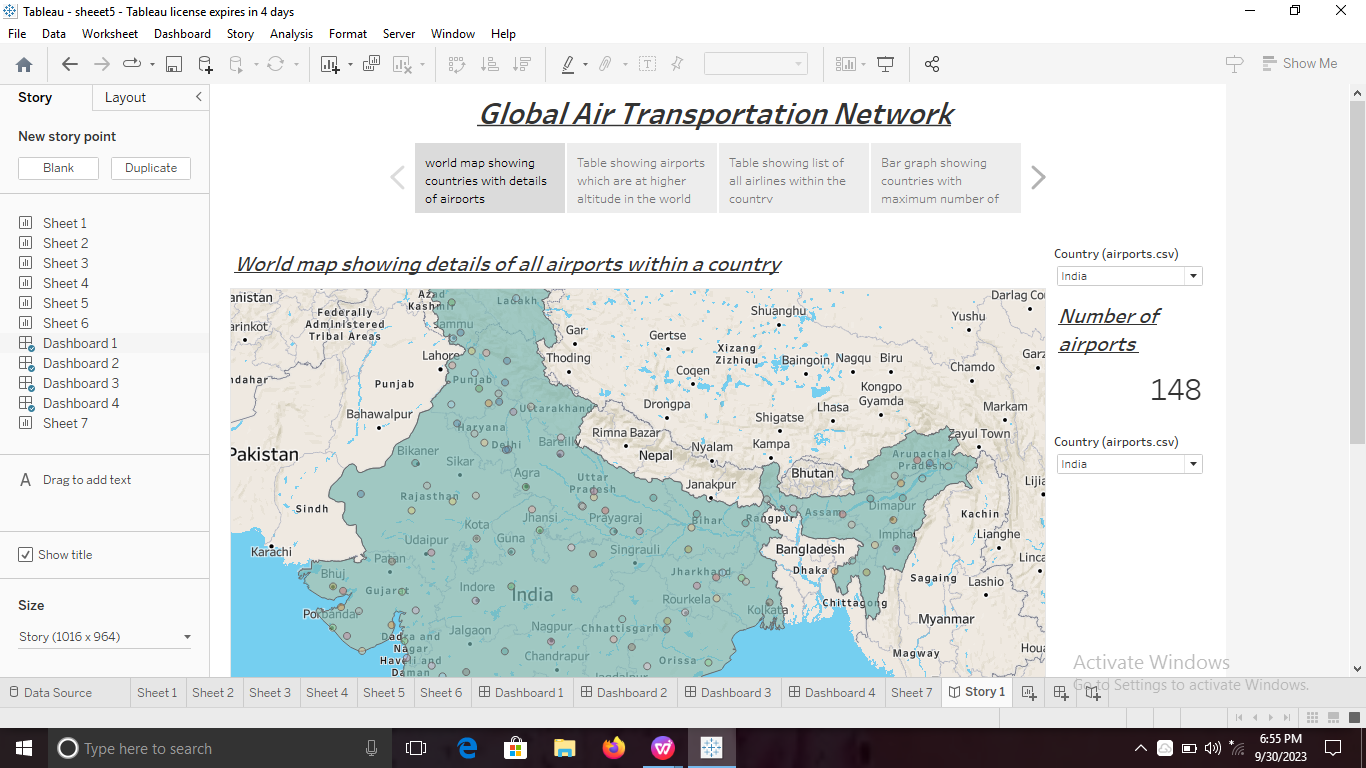 Tableau - sheeet5 - Tableau license expires in 4 days
File Data Worksheet Dashboard Story Analysis Format Server Window Help
Show Me
Story Layout
New story point
Blank Duplicate
Sheet 1
Sheet 2
Sheet 3
Sheet 4
Sheet 5
Sheet 6
Dashboard 1
Dashboard 2
Dashboard 3
Dashboard 4
Sheet 7
A Drag to add text
Show title
Size
Story (1016 x 964)
Global Air Transportation Network
world map showing
countries with details
of airports
Table showing airports
which are at higher
altitude in the world
Table showing list of
all airlines within the
country
Bar graph showing
countries with
maximum number of
World map showing details of all airports within a country
Country (airports.csv)
India
Number of
airports
148
Country (airports.csv)
India
anistan
Azad
Kashmir
Ladakh
Darlag Co
Federally
Administered
Tribal Areas
arinkot
Jammu
Gar
Gertse
Shuanghu
Yushu
Lahore
Thoding
Xizang
Zizhiqu
Baingoin
Nagqu
Biru
Garz
ndahar
Punjab
Punjab
Coqen
Kongpo
Gyamda
Chamdo
Bahawalpur
Uttarakhand
Drongpa
Shigatse
Lhasa
Markam
Haryana
Delhi
Bareilly
Rimna Bazar
Nyalam
Kampa
Zayul Town
Pakistan
Bikaner
Sikar
Agra
Nepal
Bhutan
Arunachal
Pradesh
Uttar
Pradesh
Janakpur
Lijia
Rajasthan
Sindh
Kota
Jhansi
Prayagraj
Bihar
Rangpur
Assam
Dimapur
Kachin
Karachi
Udaipur
Guna
Singrauli
Bangladesh
Imphal
Lianghe
Patan
Bhuj
Jharkhand
Dhaka
Sagaing
Lashio
Linca
Gujarat
Indore
India
Rourkela
Kolkata
Chittagong
Porbandar
Myanmar
Dadra and
Nagar
Haveli and
Daman
Jalgaon
Nagpur
Chhattisgarh
Chandrapur
Orissa
Magway
Houa
Jagdalpur
Activate Windows
Go to Settings to activate Windows.
Data Source Sheet 1 Sheet 2 Sheet 3 Sheet 4 Sheet 5 Sheet 6 Dashboard 1 Dashboard 2 Dashboard 3 Dashboard 4 Sheet 7 Story 1
Type here to search
6:55 PM
9/30/2023